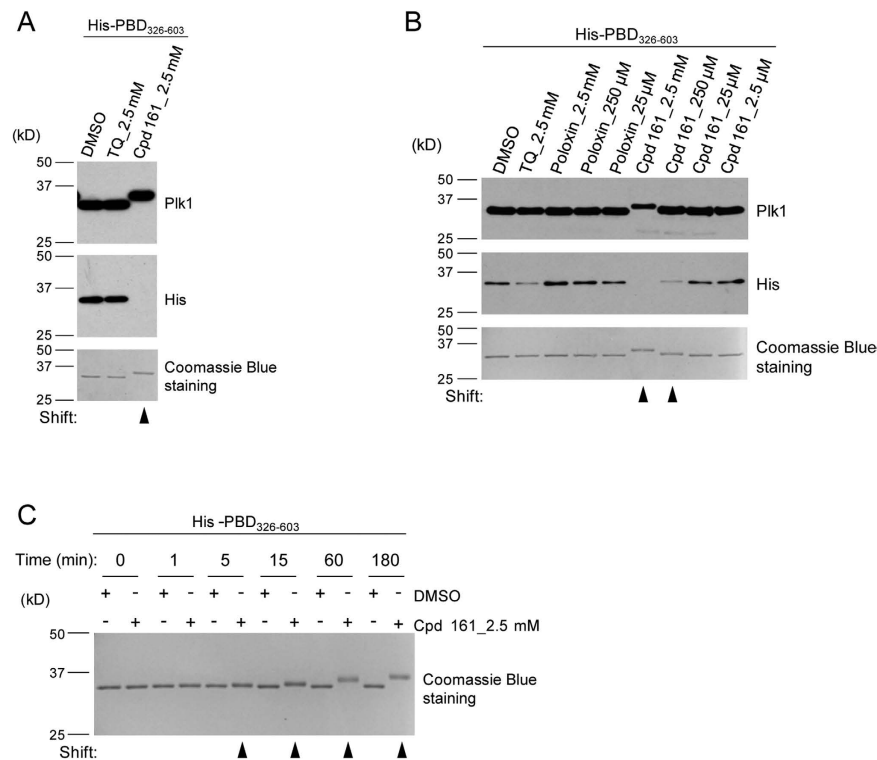 A
His-PBD326-603
(kD)
DMSO
TQ_2.5 mM
Cpd 161_ 2.5 mM
50
37
25
Plk1
50
37
25
His
50
37
25
Coomassie Blue
staining
Shift:
B
His-PBD326-603
(kD)
DMSO
TQ_2.5 mM
Poloxin_2.5 mM
Poloxin_250 µM
Poloxin_25 µM
Cpd 161_2.5 mM
Cpd 161_250 µM
Cpd 161_25 µM
Cpd 161_2.5 µM
50
37
25
Plk1
50
37
25
His
50
37
25
Coomassie Blue
staining
Shift:
C
His -PBD326-603
Time (min): 0 1 5 15 60 180
(kD)
+ - + - + - + - + - + - DMSO
- + - + - + - + - + - + Cpd 161_2.5 mM
50
37
25
Coomassie Blue
staining
Shift: